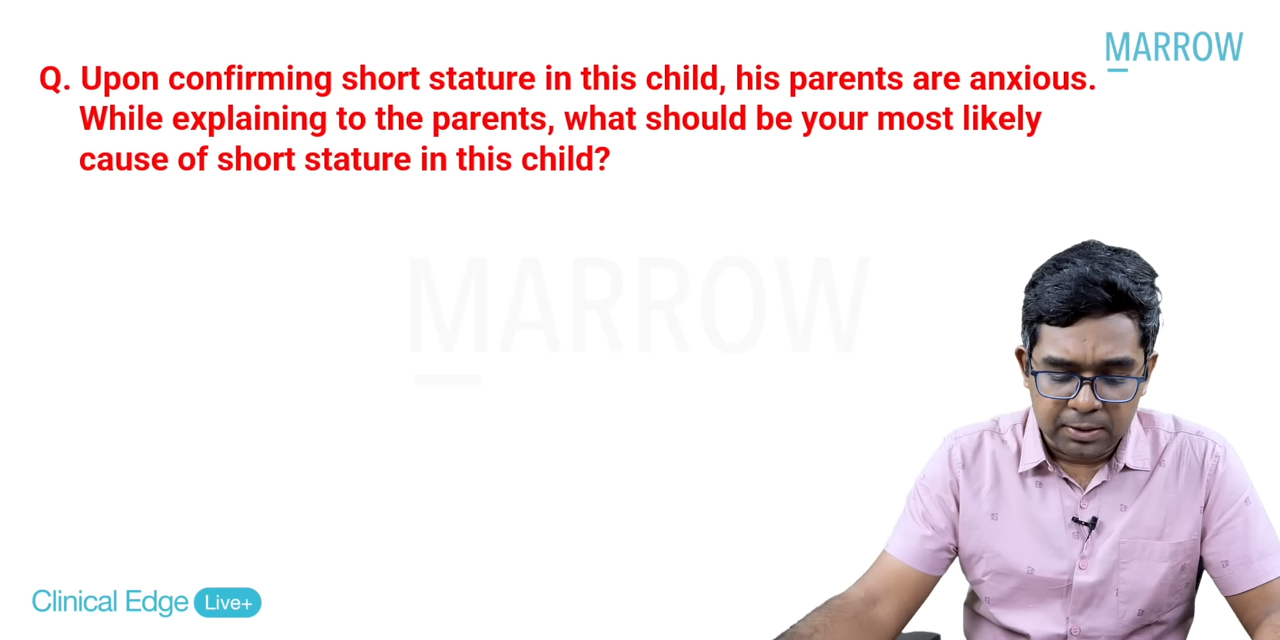 MARROW
Q. Upon confirming short stature in this child, his parents are anxious.
While explaining to the parents, what should be your most likely
cause of short stature in this child?
MARROW
Clinical Edge Live+